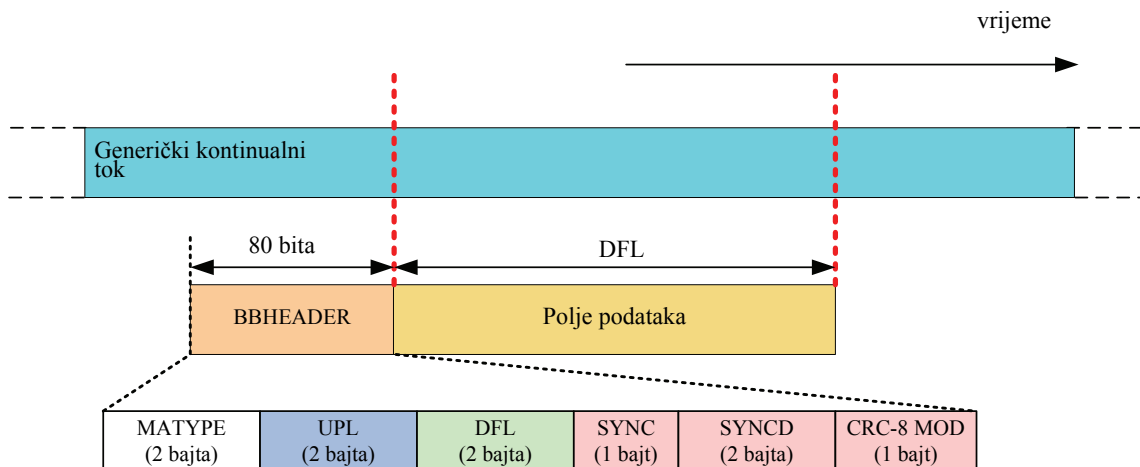 vrijeme
Generički kontinualni
tok
80 bita
DFL
BBHEADER
Polje podataka
MATYPE
(2 bajta)
UPL
(2 bajta)
DFL
(2 bajta)
SYNC
(1 bajt)
SYNCD
(2 bajta)
CRC-8 MOD
(1 bajt)